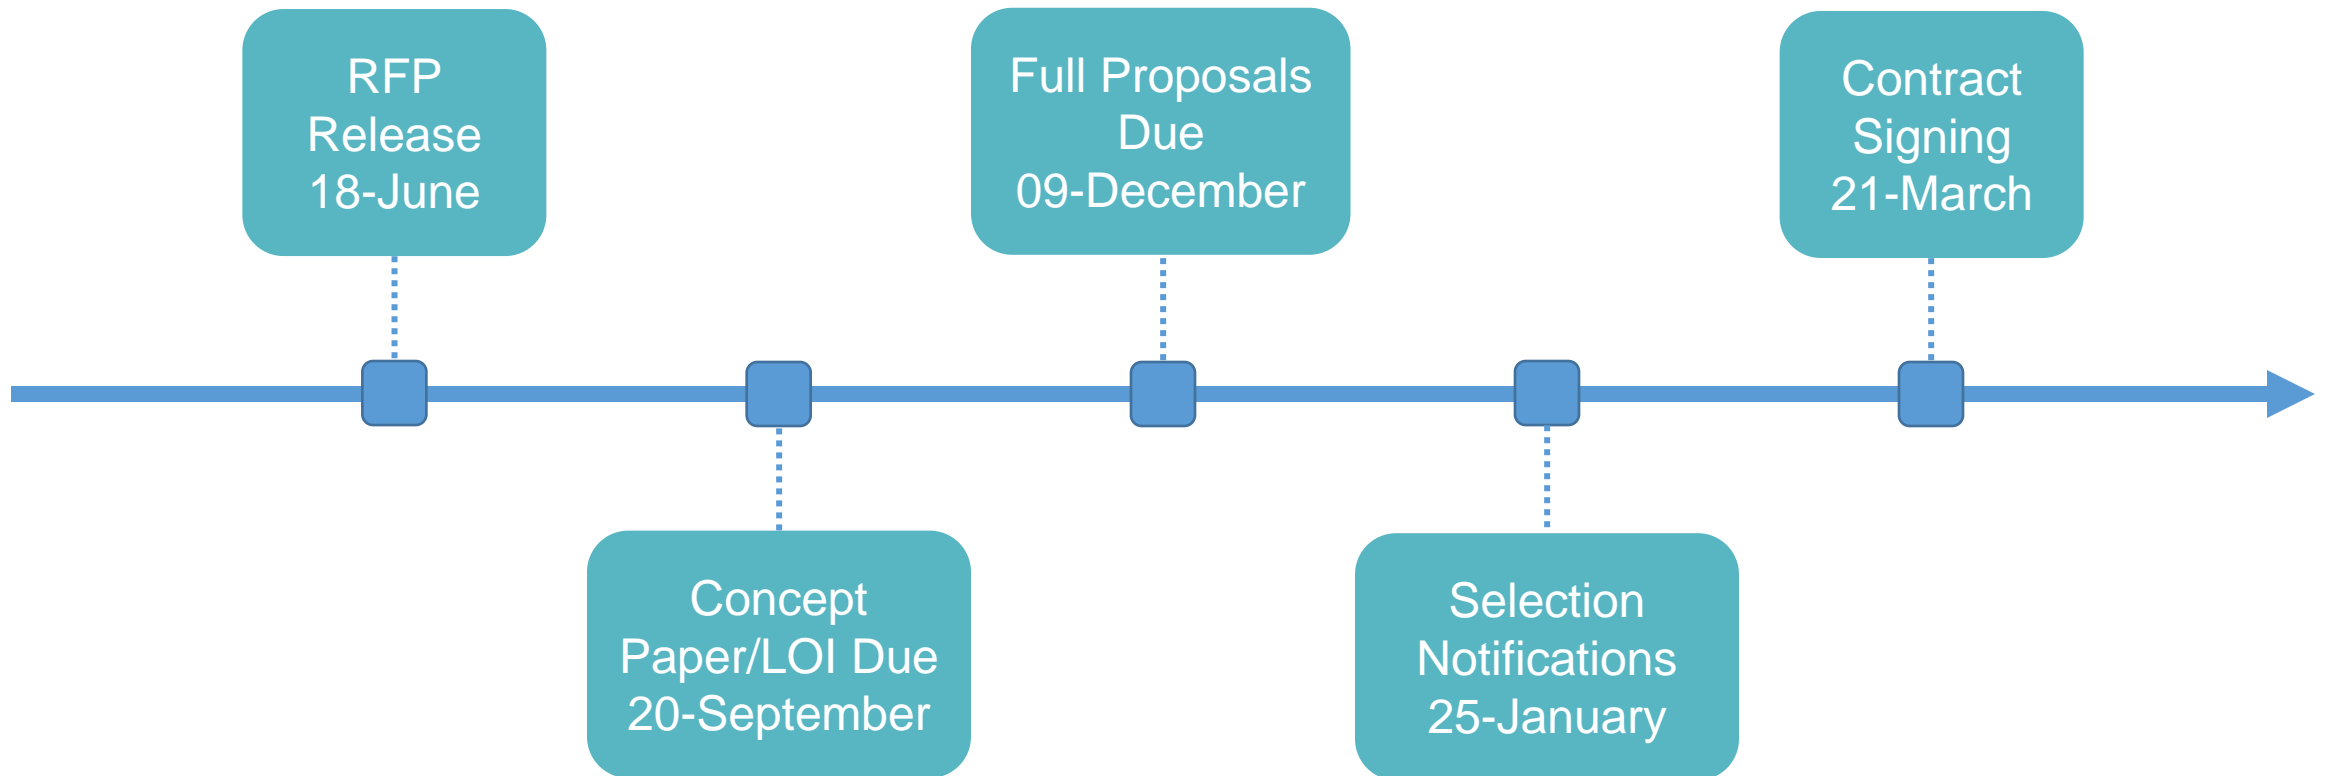 RFP
Release
18-June
Concept
Paper/LOI Due
20-September
Full Proposals
Due
09-December
Selection
Notifications
25-January
Contract
Signing
21-March